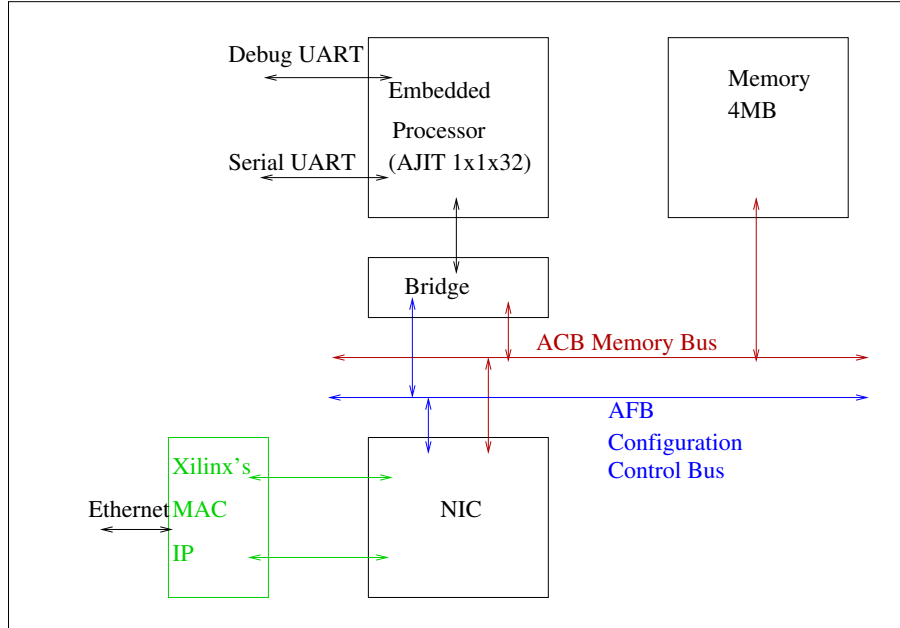 Debug UART
Serial UART
Embedded
Processor
(AJIT 1x1x32)
Memory
4MB
Bridge
ACB Memory Bus
AFB
Configuration
Control Bus
Ethernet
Xilinx's
MAC
IP
NIC